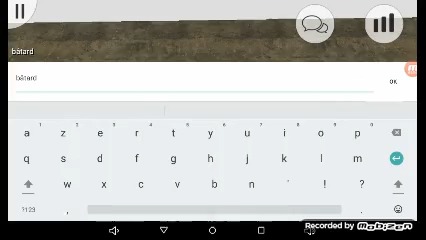 bâtard
bâtard
OK
a 1 z 2 e 3 r 4 t 5 y 6 u 7 i 8 o 9 p 0
q s d f g h j k l m
w x c v b n ' ! ?
?123 , .
Recorded by mobizen